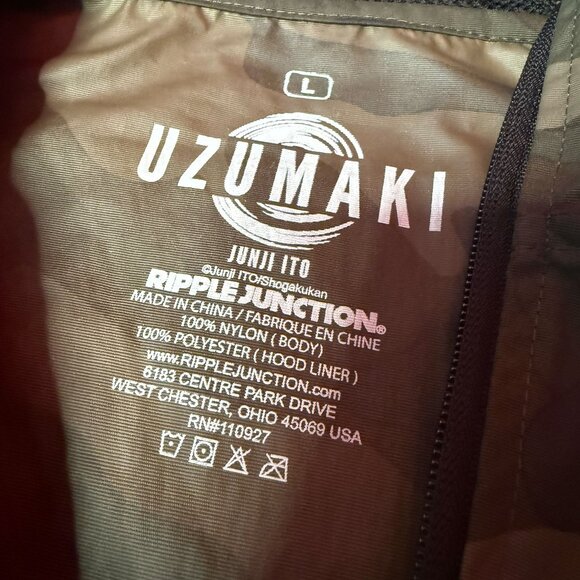 L
UZUMAKI
JUNJI ITO
©Junji ITO/Shogakukan
RIPPLE JUNCTION®
MADE IN CHINA / FABRIQUE EN CHINE
100% NYLON ( BODY)
100% POLYESTER ( HOOD LINER )
www.RIPPLEJUNCTION.com
6183 CENTRE PARK DRIVE
WEST CHESTER, OHIO 45069 USA
RN#110927